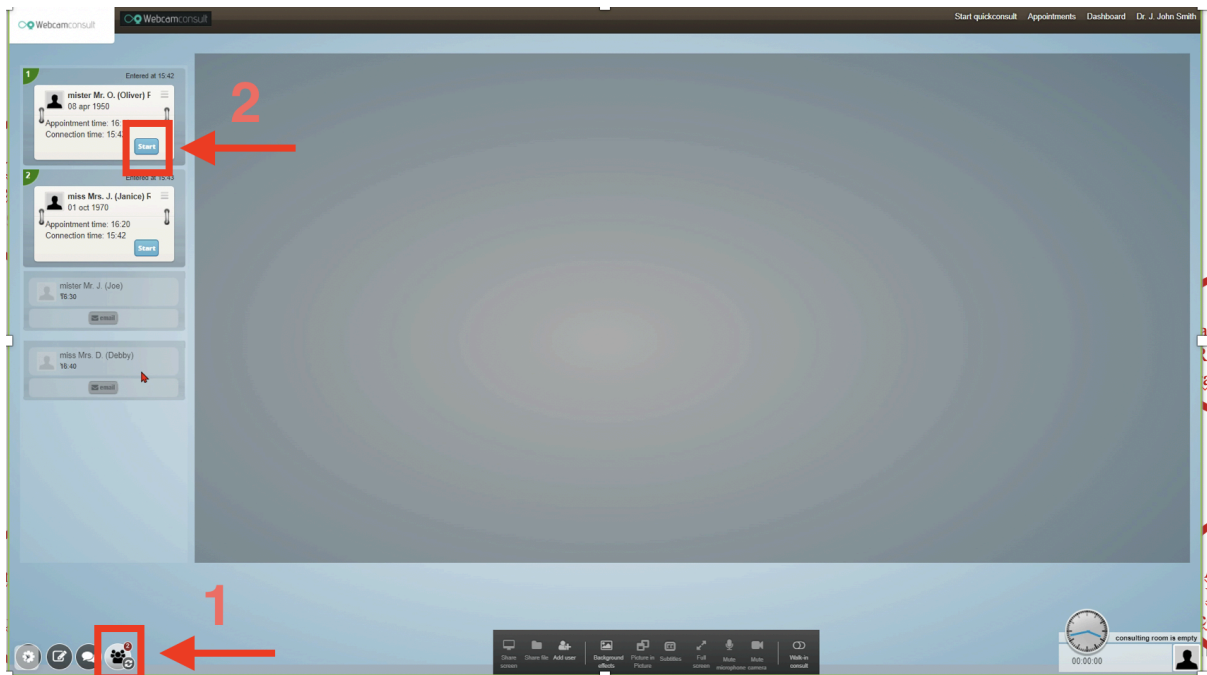 Webcamconsult
Webcamconsult
Start quickconsult Appointments Dashboard Dr. J. John Smith
1
Entered at 15:42
mister Mr. O. (Oliver) F
08 apr 1950
Appointment time: 16:
Connection time: 15:42
Start
2
2
Entered at 15:43
miss Mrs. J. (Janice) F
01 oct 1970
Appointment time: 16:20
Connection time: 15:42
Start
mister Mr. J. (Joe)
16:30
email
miss Mrs. D. (Debby)
16:40
email
1
2
Share screen
Share file
Add user
Background effects
Picture in Picture
Subtitles
Full screen
Mute microphone
Mute camera
Walk-in consult
consulting room is empty
00:00:00